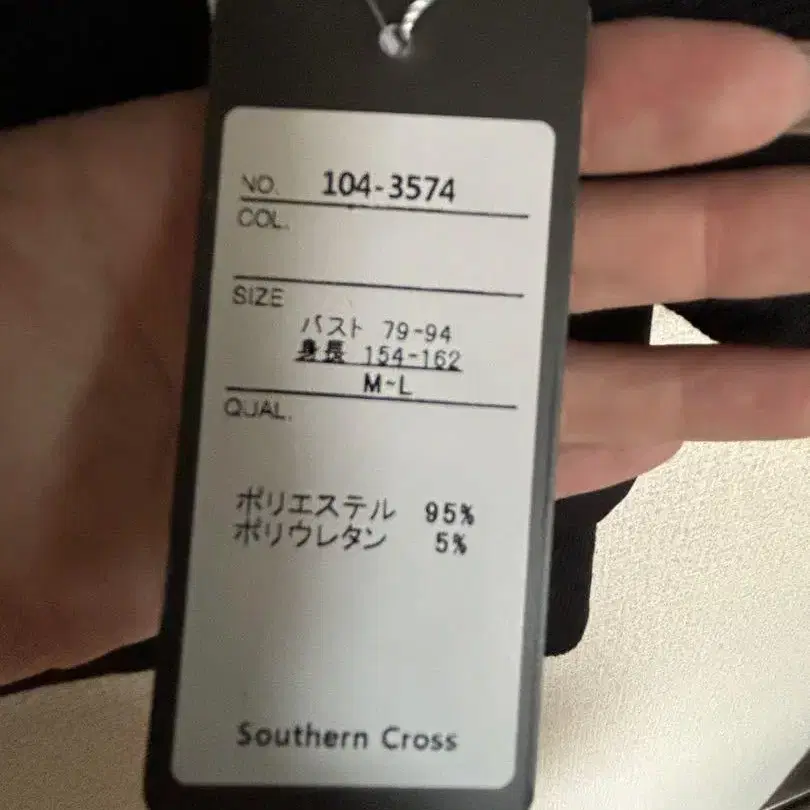 NO. 104-3574
COL.
SIZE
バスト 79-94
身長 154-162
M~L
QUAL.
ポリエステル 95%
ポリウレタン 5%
Southern Cross